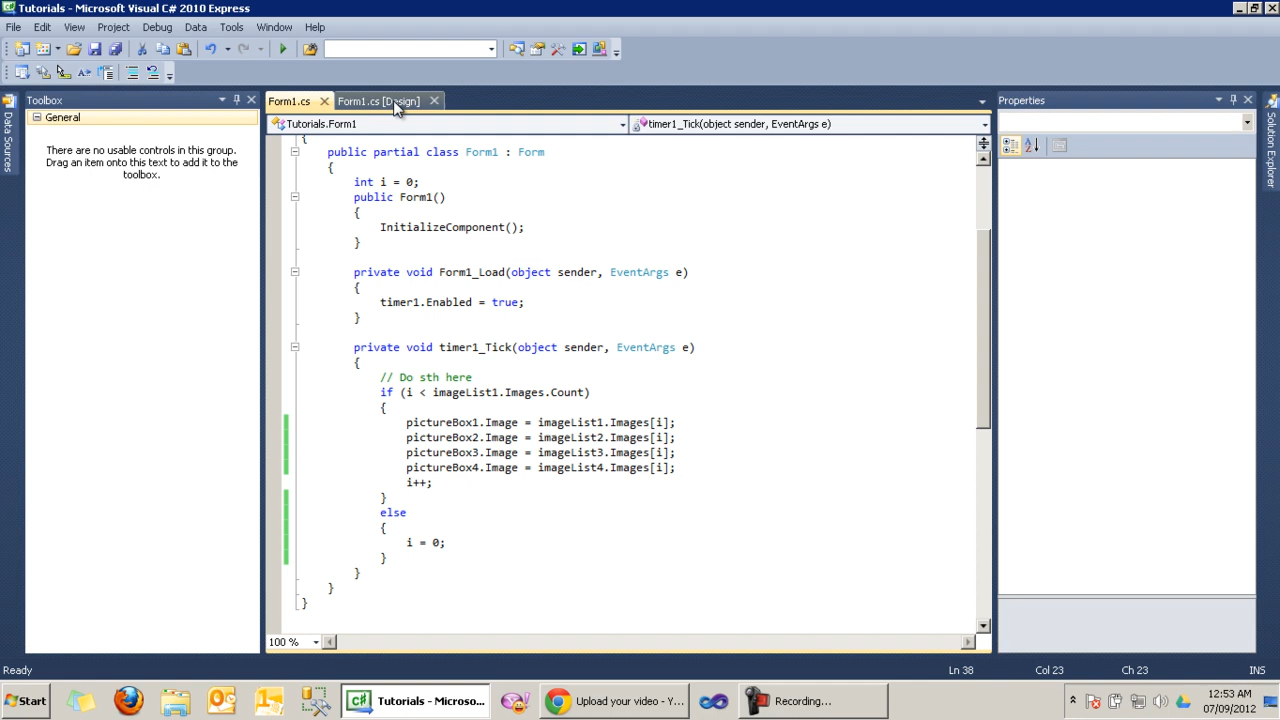 Tutorials - Microsoft Visual C# 2010 Express
File Edit View Project Debug Data Tools Window Help
Toolbox
Form1.cs
Form1.cs [Design]
Properties
Data Sources
General
Tutorials.Form1
timer1_Tick(object sender, EventArgs e)
Solution Explorer
There are no usable controls in this group.
Drag an item onto this text to add it to the
toolbox.
{
public partial class Form1 : Form
{
int i = 0;
public Form1()
{
InitializeComponent();
}
private void Form1_Load(object sender, EventArgs e)
{
timer1.Enabled = true;
}
private void timer1_Tick(object sender, EventArgs e)
{
// Do sth here
if (i < imageList1.Images.Count)
{
pictureBox1.Image = imageList1.Images[i];
pictureBox2.Image = imageList2.Images[i];
pictureBox3.Image = imageList3.Images[i];
pictureBox4.Image = imageList4.Images[i];
i++;
}
else
{
i = 0;
}
}
}
}
100 %
Ready
Ln 38
Col 23
Ch 23
INS
Start
Tutorials - Microso...
Upload your video - Y...
Recording...
12:53 AM
07/09/2012